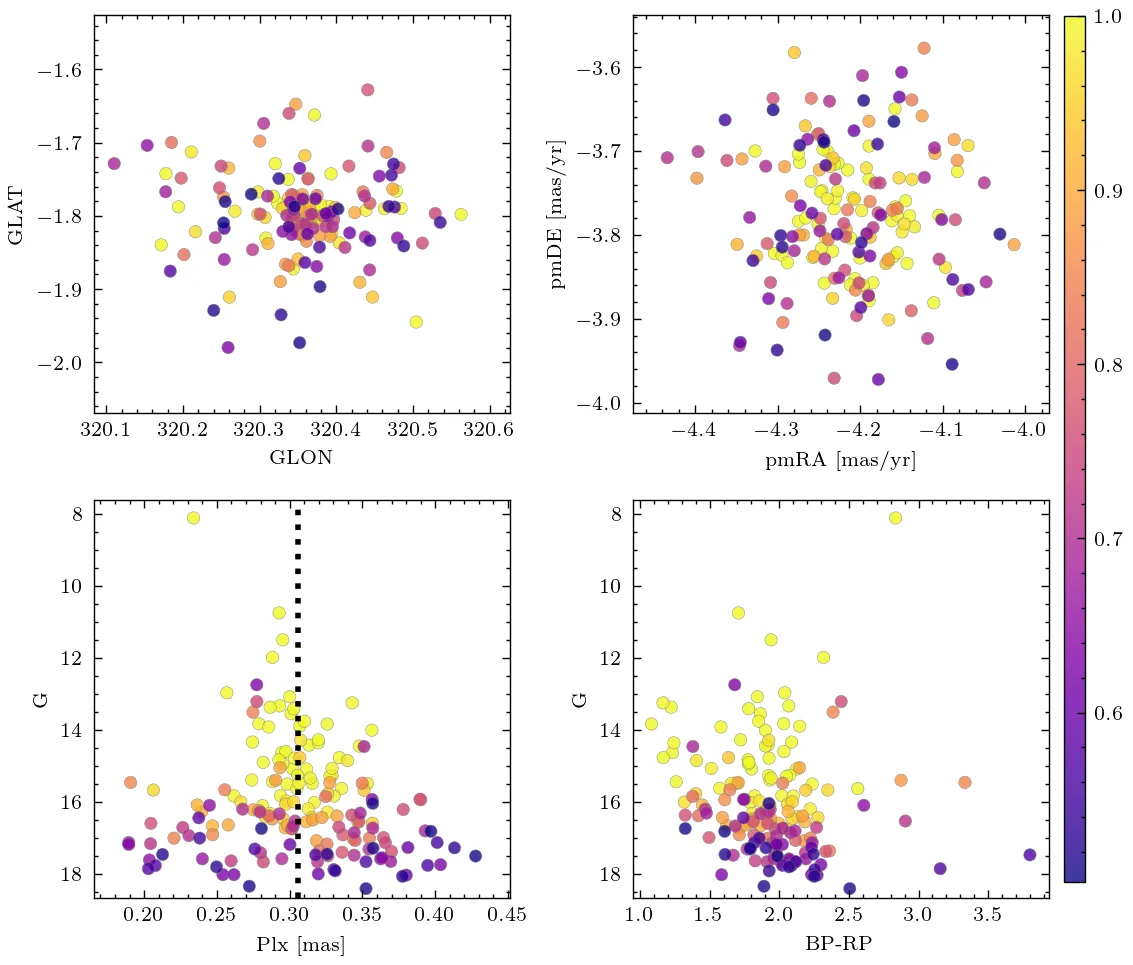 −1.6
−1.7
−1.8
−1.9
−2.0
GLAT
320.1 320.2 320.3 320.4 320.5 320.6
GLON
−3.6
−3.7
−3.8
−3.9
−4.0
pmDE [mas/yr]
−4.4 −4.3 −4.2 −4.1 −4.0
pmRA [mas/yr]
1.0
0.9
0.8
0.7
0.6
8
10
12
14
16
18
G
0.20 0.25 0.30 0.35 0.40 0.45
Plx [mas]
8
10
12
14
16
18
G
1.0 1.5 2.0 2.5 3.0 3.5
BP-RP